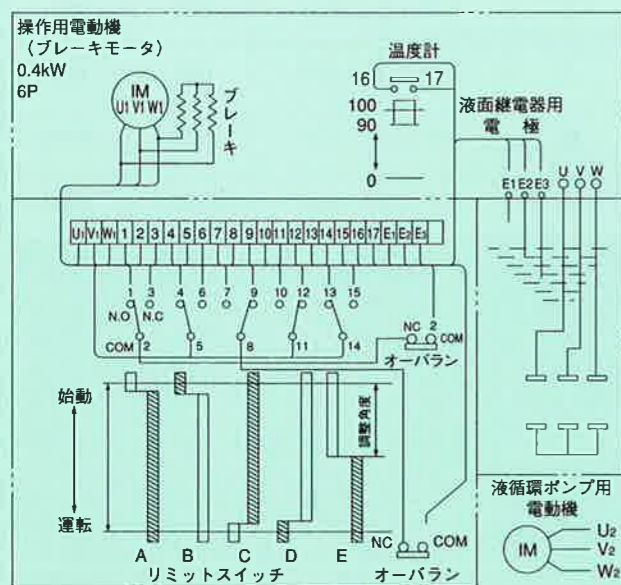 操作用電動機
(ブレーキモータ)
0.4kW
6P
IM
U1 V1 W1
ブレーキ
温度計
16 17
100
90
0
液面継電器用
電極
E1 E2 E3 U V W
U1 V1 W1 1 2 3 4 5 6 7 8 9 10 11 12 13 14 15 16 17 E1 E2 E3
1 3 4 6 7 9 10 12 13 15
N.O N.C
COM 2 5 8 11 14
NC 2 COM
オーバラン
始動
運転
調整角度
A B C D E
リミットスイッチ
NC COM
オーバラン
液循環ポンプ用
電動機
IM
U2
V2
W2